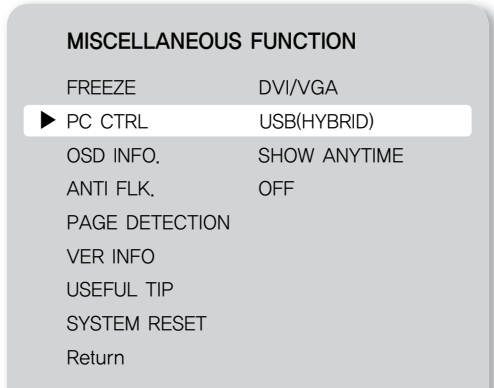 MISCELLANEOUS FUNCTION
FREEZE DVI/VGA
PC CTRL USB(HYBRID)
OSD INFO. SHOW ANYTIME
ANTI FLK. OFF
PAGE DETECTION
VER INFO
USEFUL TIP
SYSTEM RESET
Return